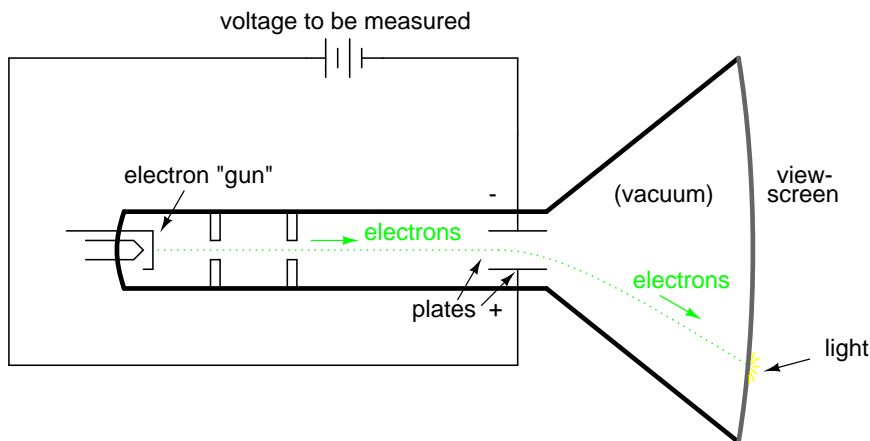 voltage to be measured
electron "gun"
-
(vacuum)
view-
screen
electrons
electrons
plates
+
light